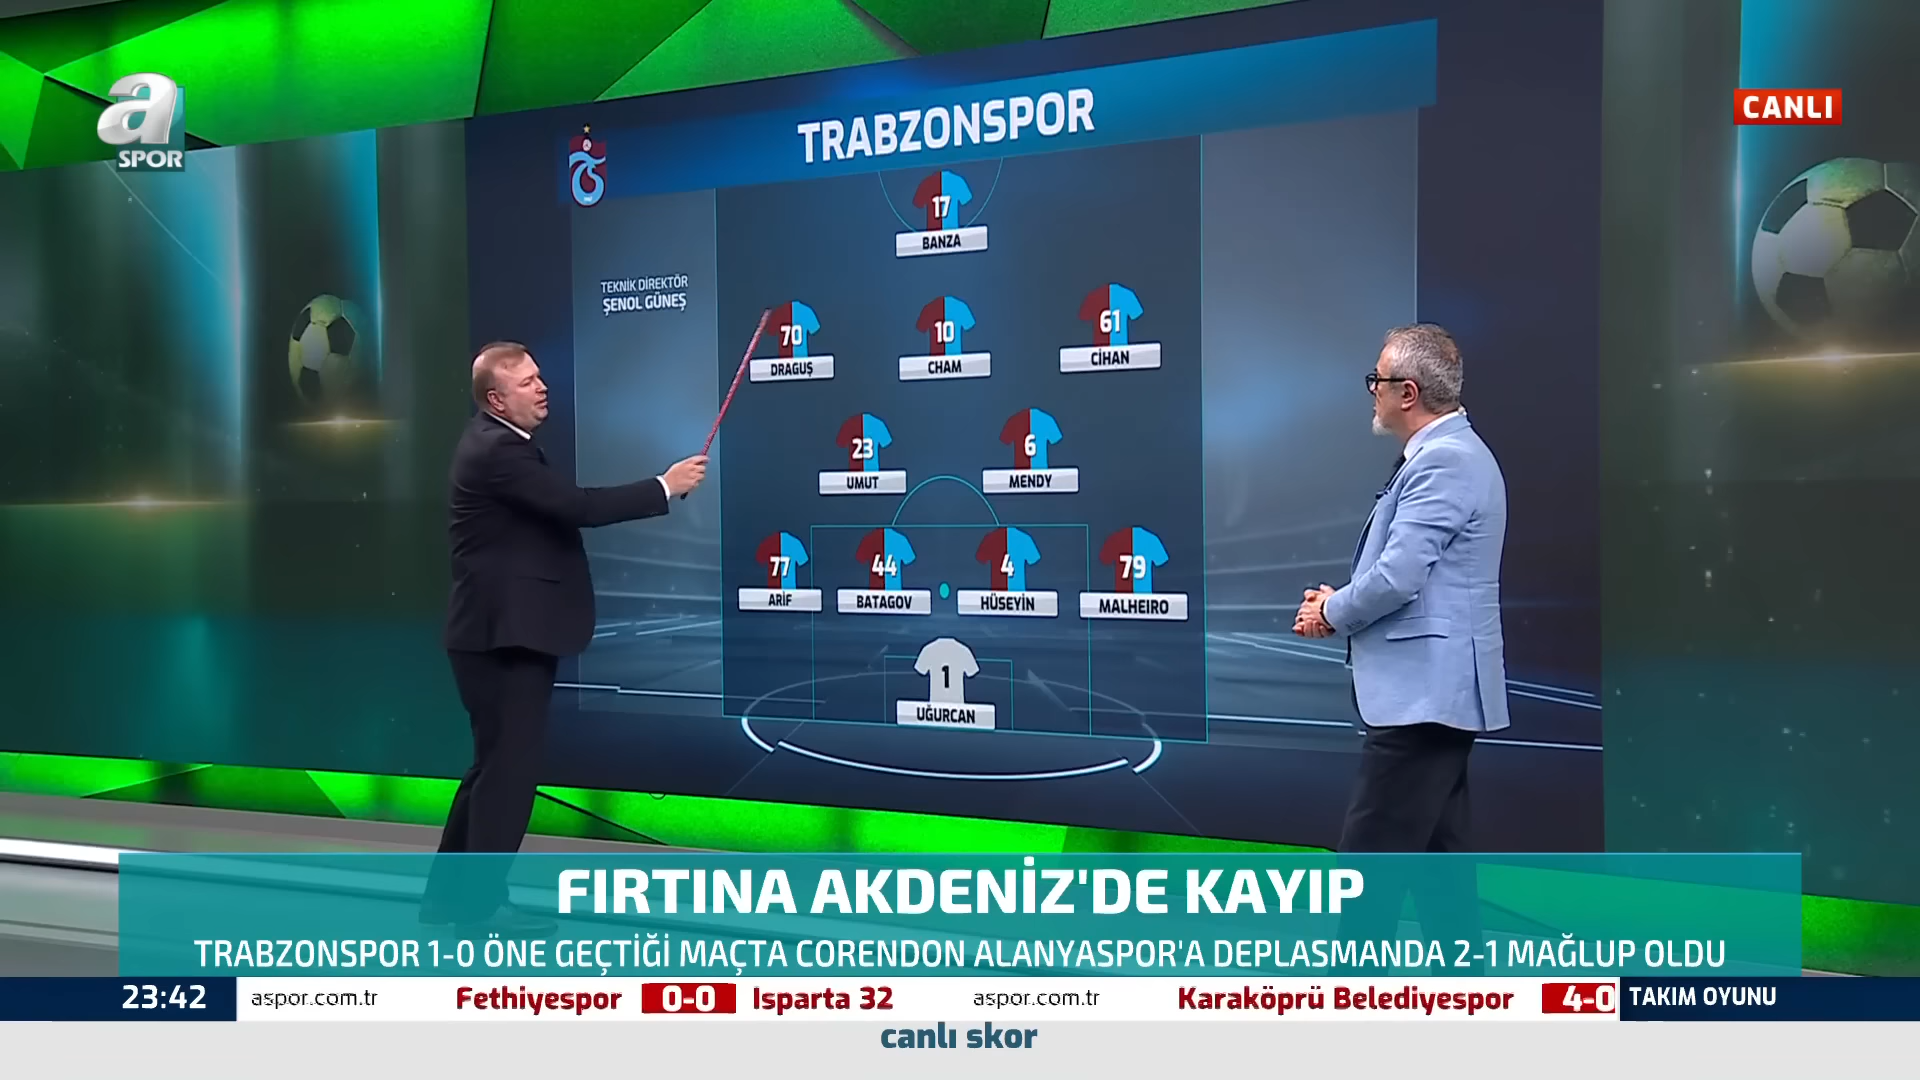 a
SPOR
CANLI
TRABZONSPOR
TEKNİK DİREKTÖR
ŞENOL GÜNEŞ
17
BANZA
70
DRAGUŞ
10
CHAM
61
CİHAN
23
UMUT
6
MENDY
77
ARİF
44
BATAGOV
4
HÜSEYİN
79
MALHEIRO
1
UĞURCAN
FIRTINA AKDENİZ'DE KAYIP
TRABZONSPOR 1-0 ÖNE GEÇTİĞİ MAÇTA CORENDON ALANYASPOR'A DEPLASMANDA 2-1 MAĞLUP OLDU
23:42 aspor.com.tr Fethiyespor 0-0 Isparta 32 aspor.com.tr Karaköprü Belediyespor 4-0 TAKIM OYUNU
canlı skor